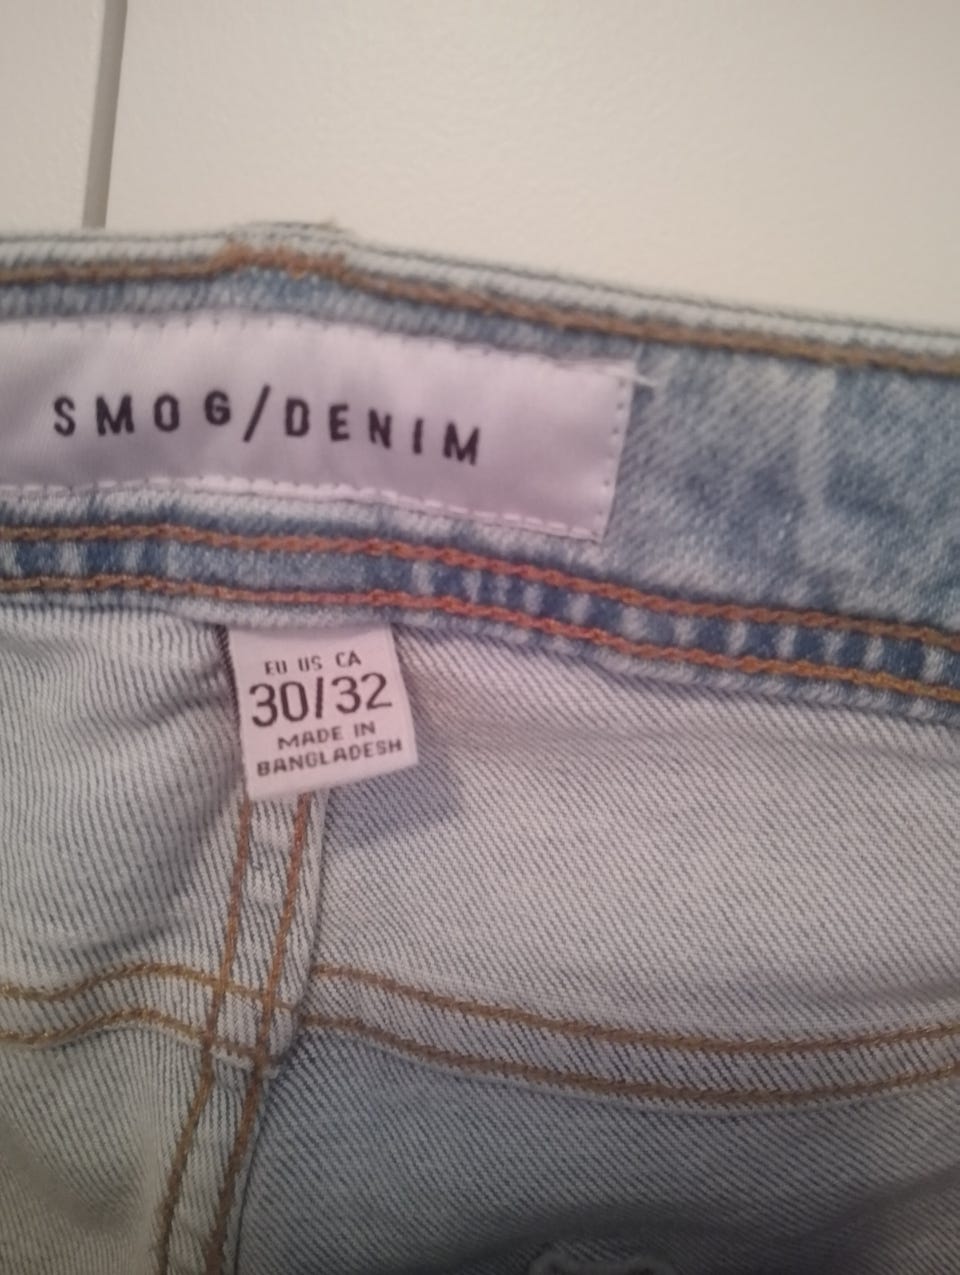 SMOG/DENIM
EU US CA
30/32
MADE IN
BANGLADESH